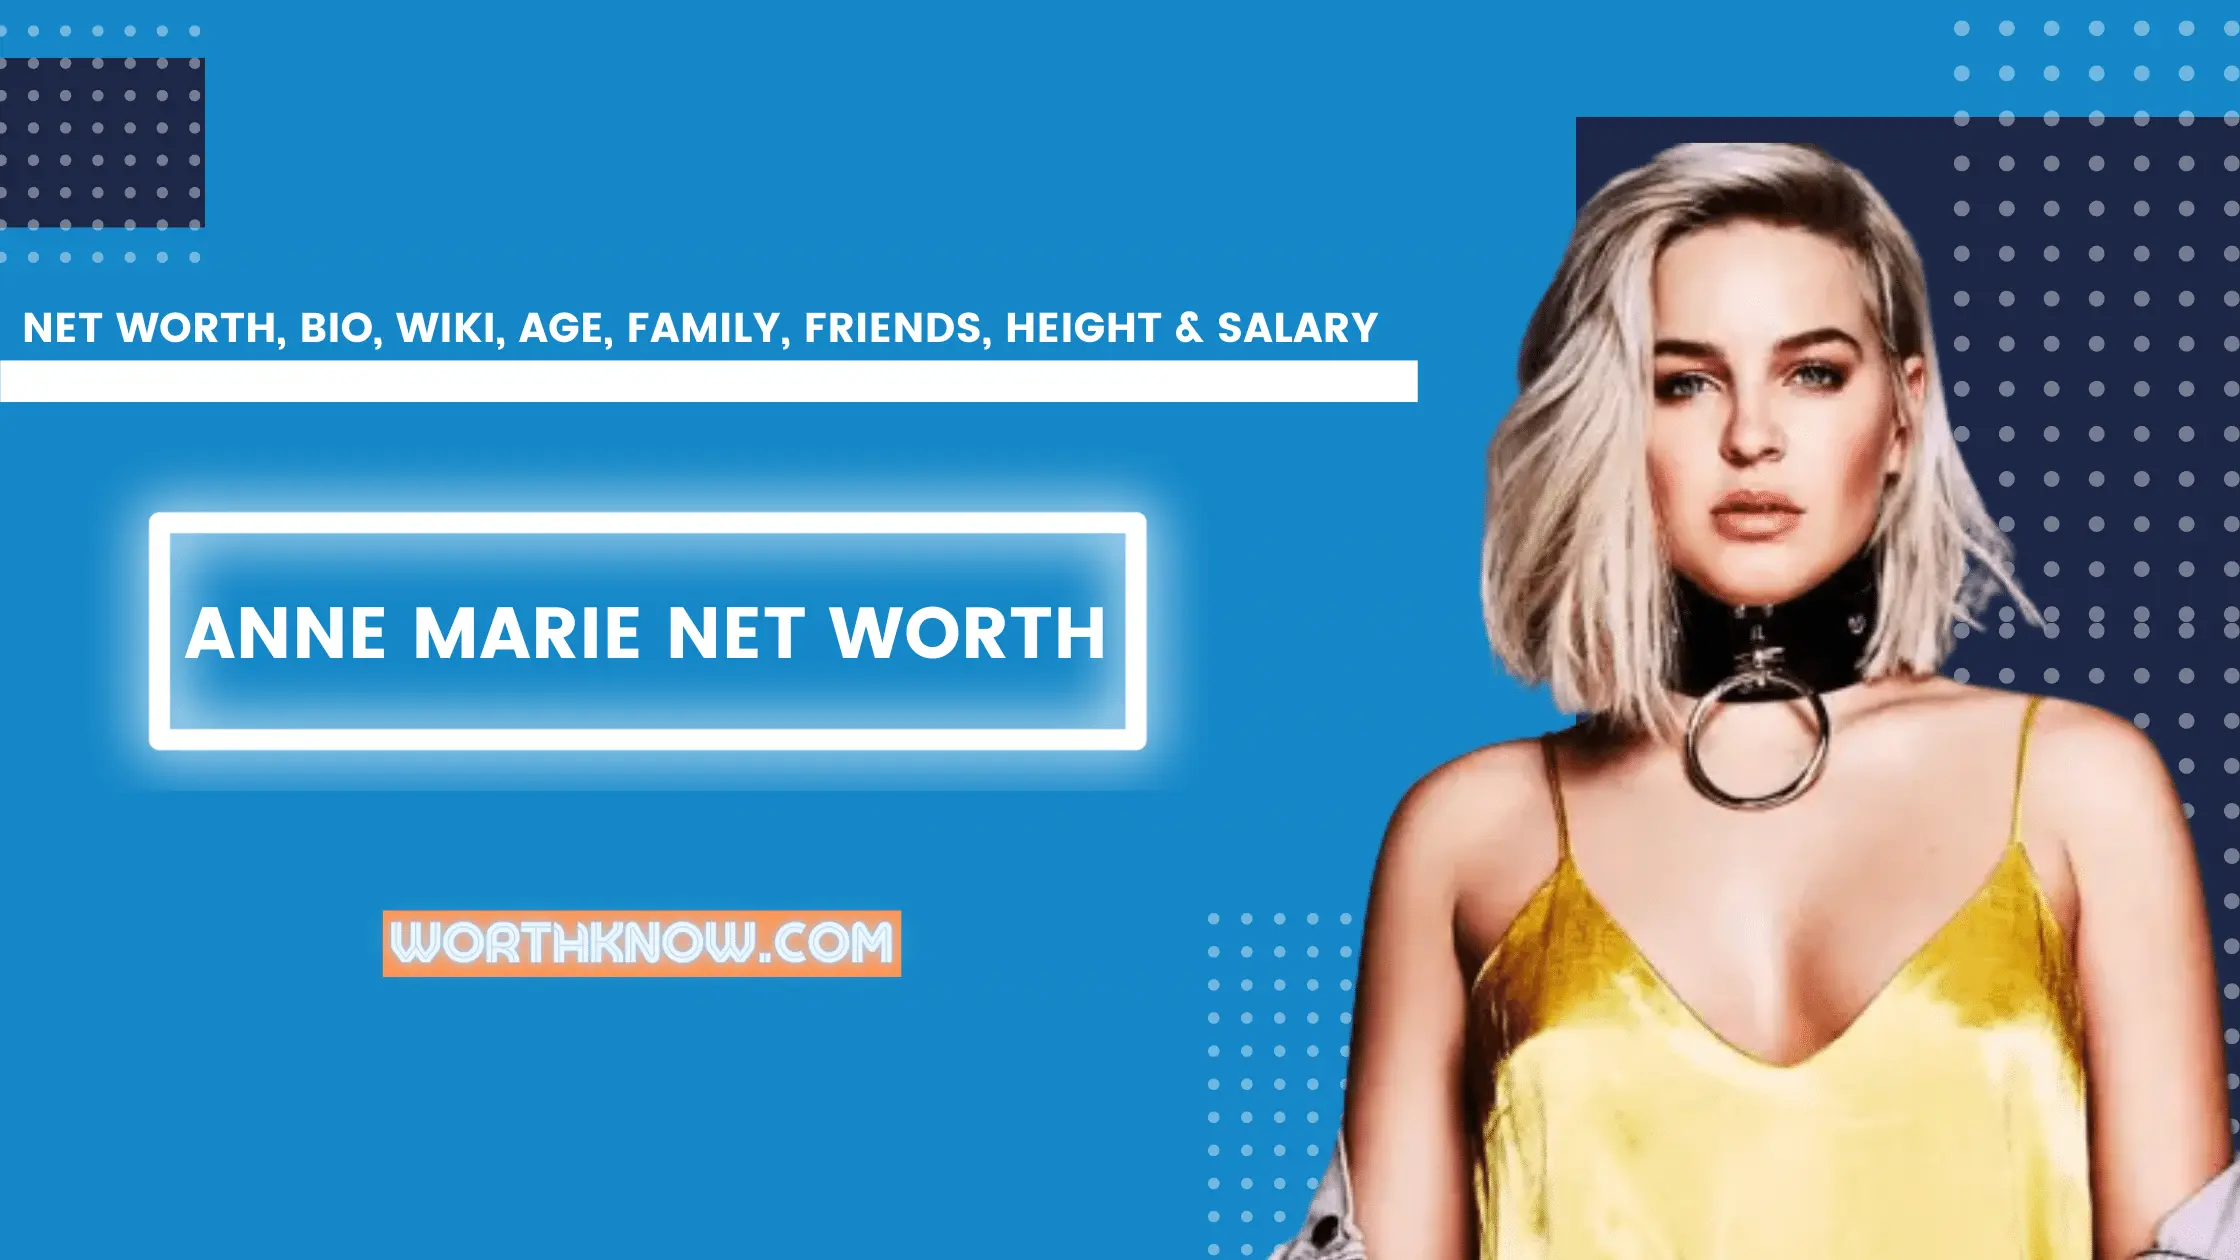 NET WORTH, BIO, WIKI, AGE, FAMILY, FRIENDS, HEIGHT & SALARY
ANNE MARIE NET WORTH
WORTHKNOW.COM